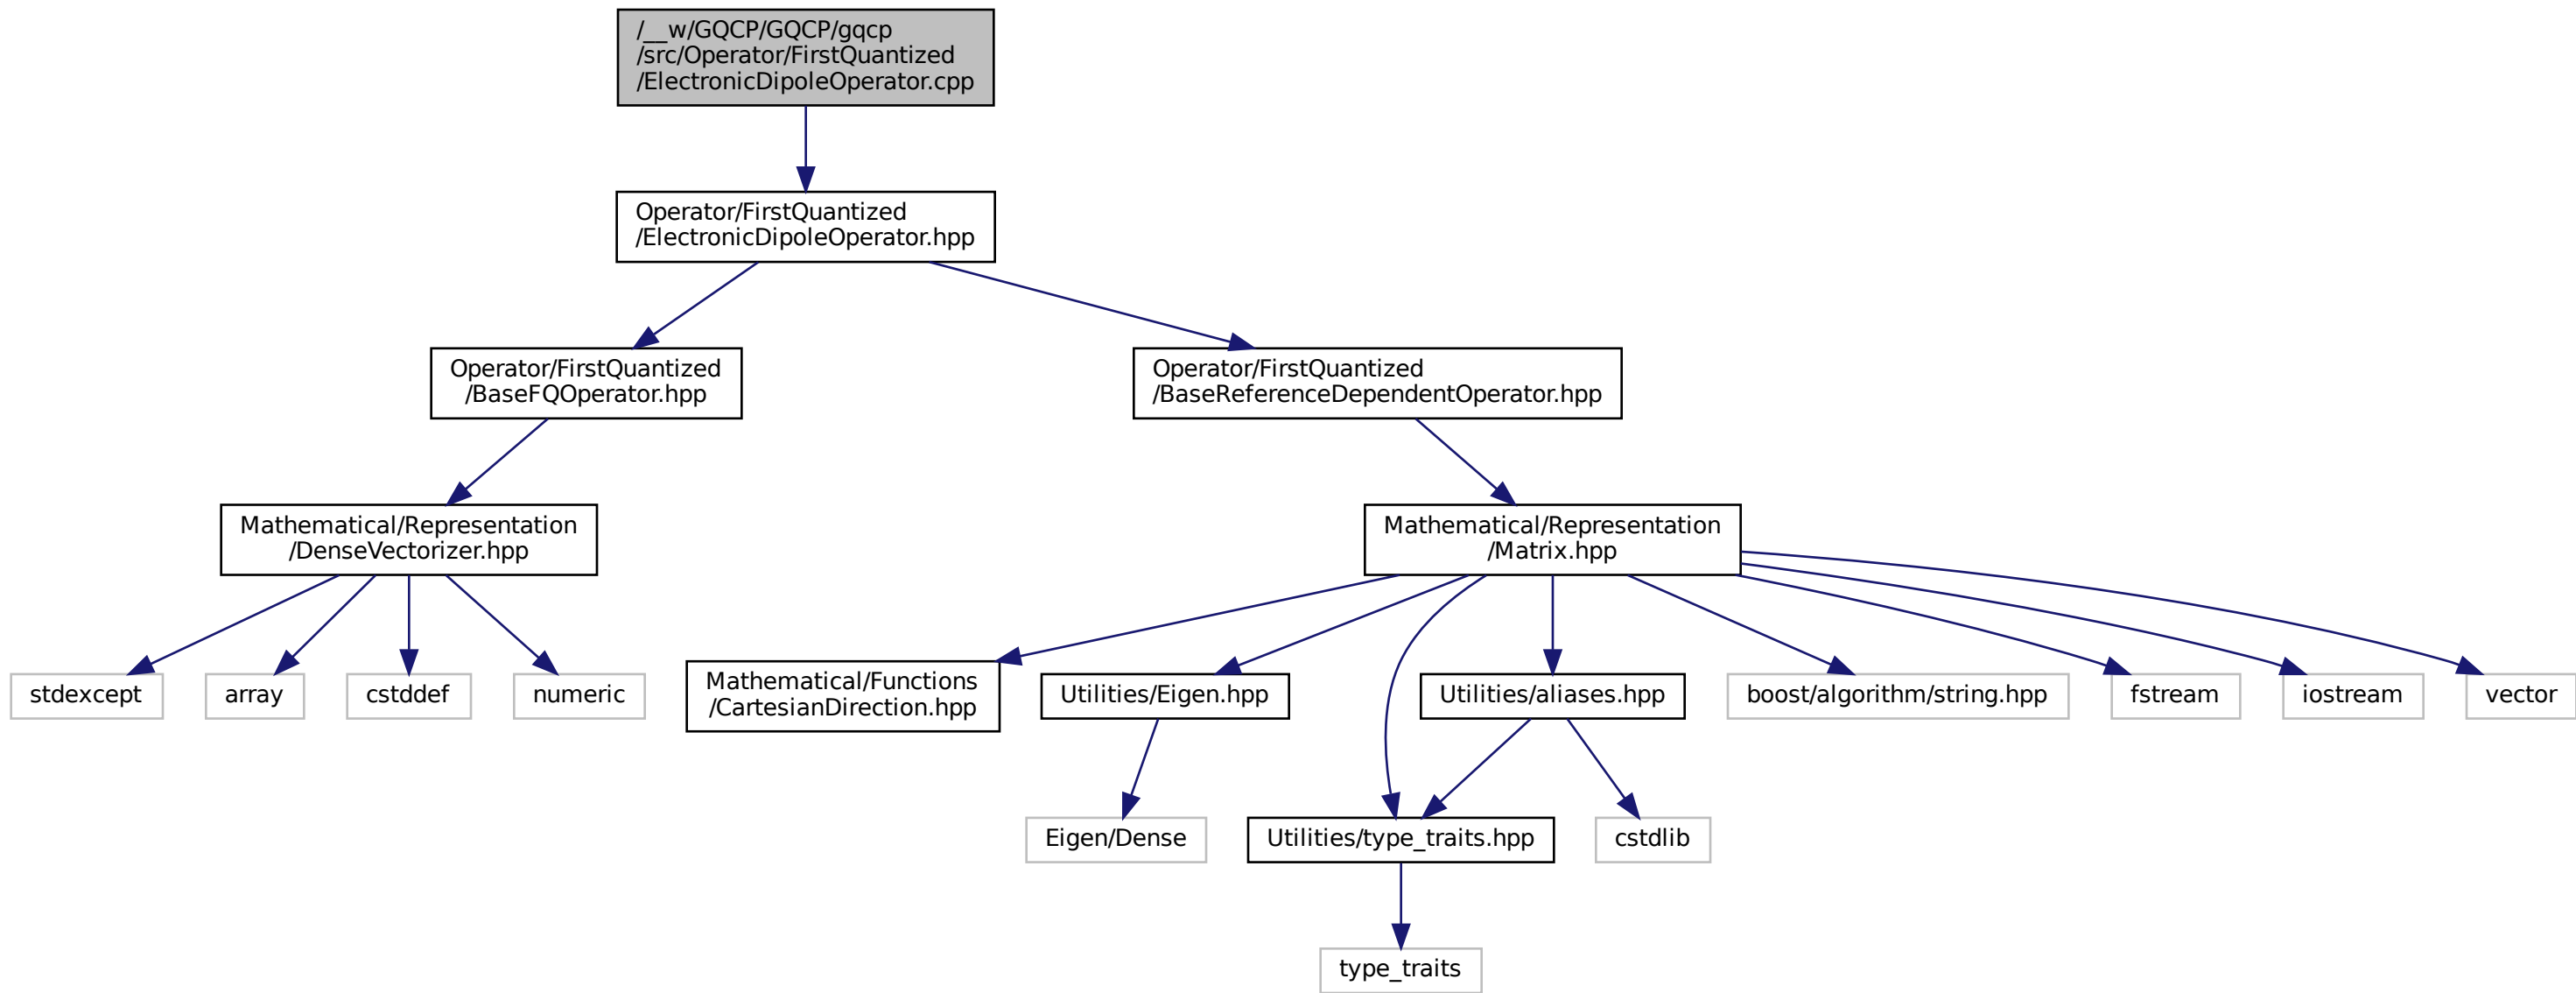 /__w/GQCP/GQCP/gqcp
/src/Operator/FirstQuantized
/ElectronicDipoleOperator.cpp
Operator/FirstQuantized
/ElectronicDipoleOperator.hpp
Operator/FirstQuantized
/BaseFQOperator.hpp
Operator/FirstQuantized
/BaseReferenceDependentOperator.hpp
Mathematical/Representation
/DenseVectorizer.hpp
Mathematical/Representation
/Matrix.hpp
stdexcept
array
cstddef
numeric
Mathematical/Functions
/CartesianDirection.hpp
Utilities/Eigen.hpp
Utilities/aliases.hpp
boost/algorithm/string.hpp
fstream
iostream
vector
Eigen/Dense
Utilities/type_traits.hpp
cstdlib
type_traits